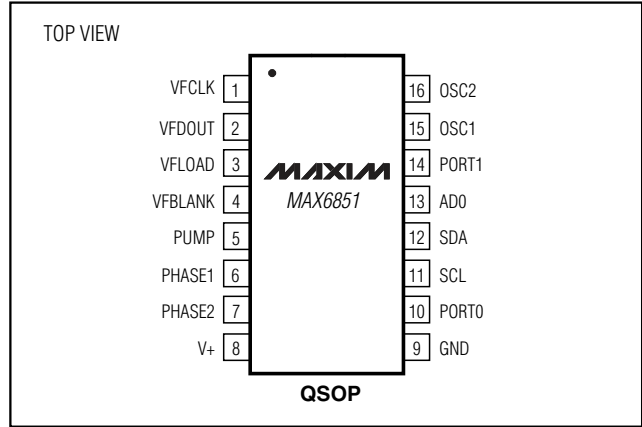 TOP VIEW
VFCLK 1
VFDOUT 2
VFLOAD 3
VFBLANK 4
PUMP 5
PHASE1 6
PHASE2 7
V+ 8
MAXIM
MAX6851
16 OSC2
15 OSC1
14 PORT1
13 AD0
12 SDA
11 SCL
10 PORT0
9 GND
QSOP